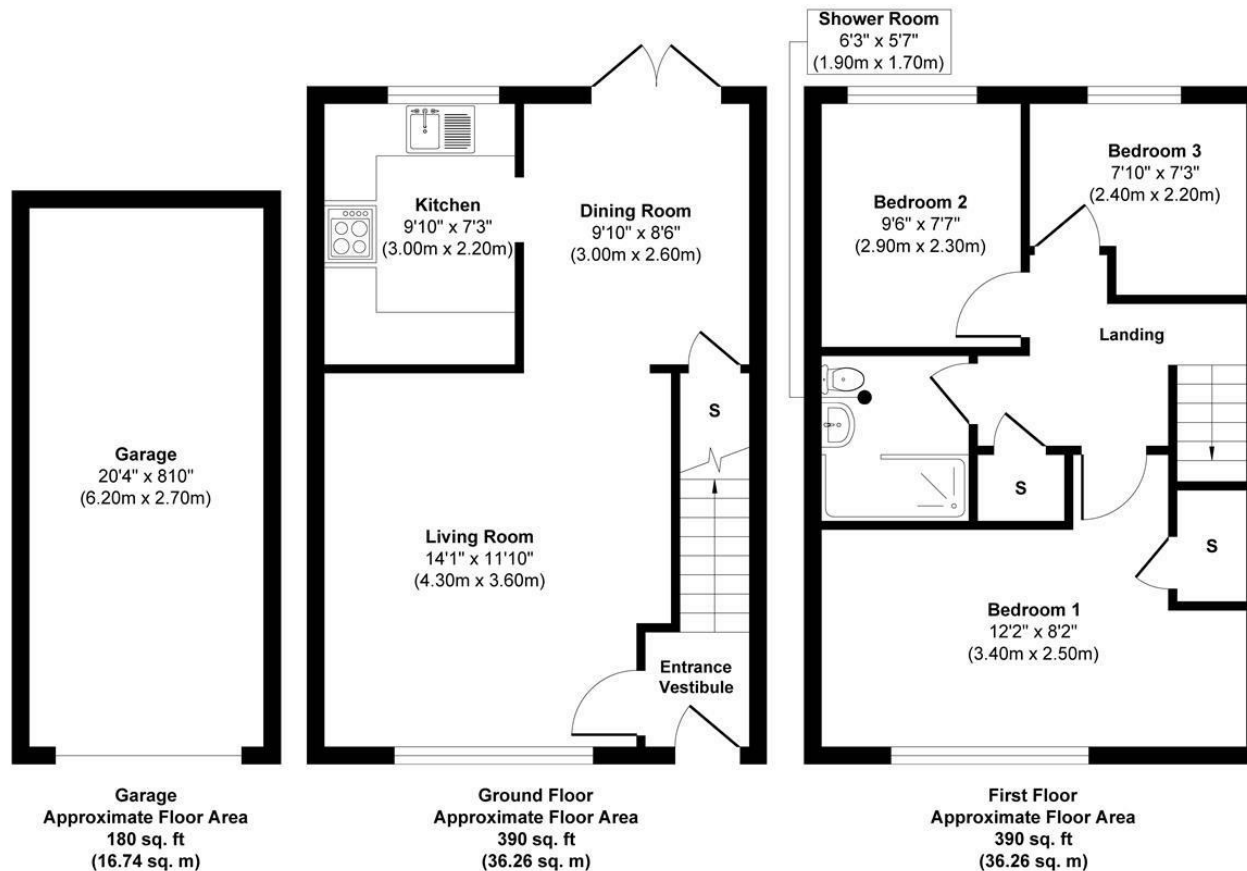 Shower Room
6'3" x 5'7"
(1.90m x 1.70m)
Kitchen
9'10" x 7'3"
(3.00m x 2.20m)
Dining Room
9'10" x 8'6"
(3.00m x 2.60m)
Bedroom 2
9'6" x 7'7"
(2.90m x 2.30m)
Bedroom 3
7'10" x 7'3"
(2.40m x 2.20m)
Landing
S
S
S
Garage
20'4" x 810"
(6.20m x 2.70m)
Living Room
14'1" x 11'10"
(4.30m x 3.60m)
Entrance
Vestibule
Bedroom 1
12'2" x 8'2"
(3.40m x 2.50m)
Garage
Approximate Floor Area
180 sq. ft
(16.74 sq. m)
Ground Floor
Approximate Floor Area
390 sq. ft
(36.26 sq. m)
First Floor
Approximate Floor Area
390 sq. ft
(36.26 sq. m)